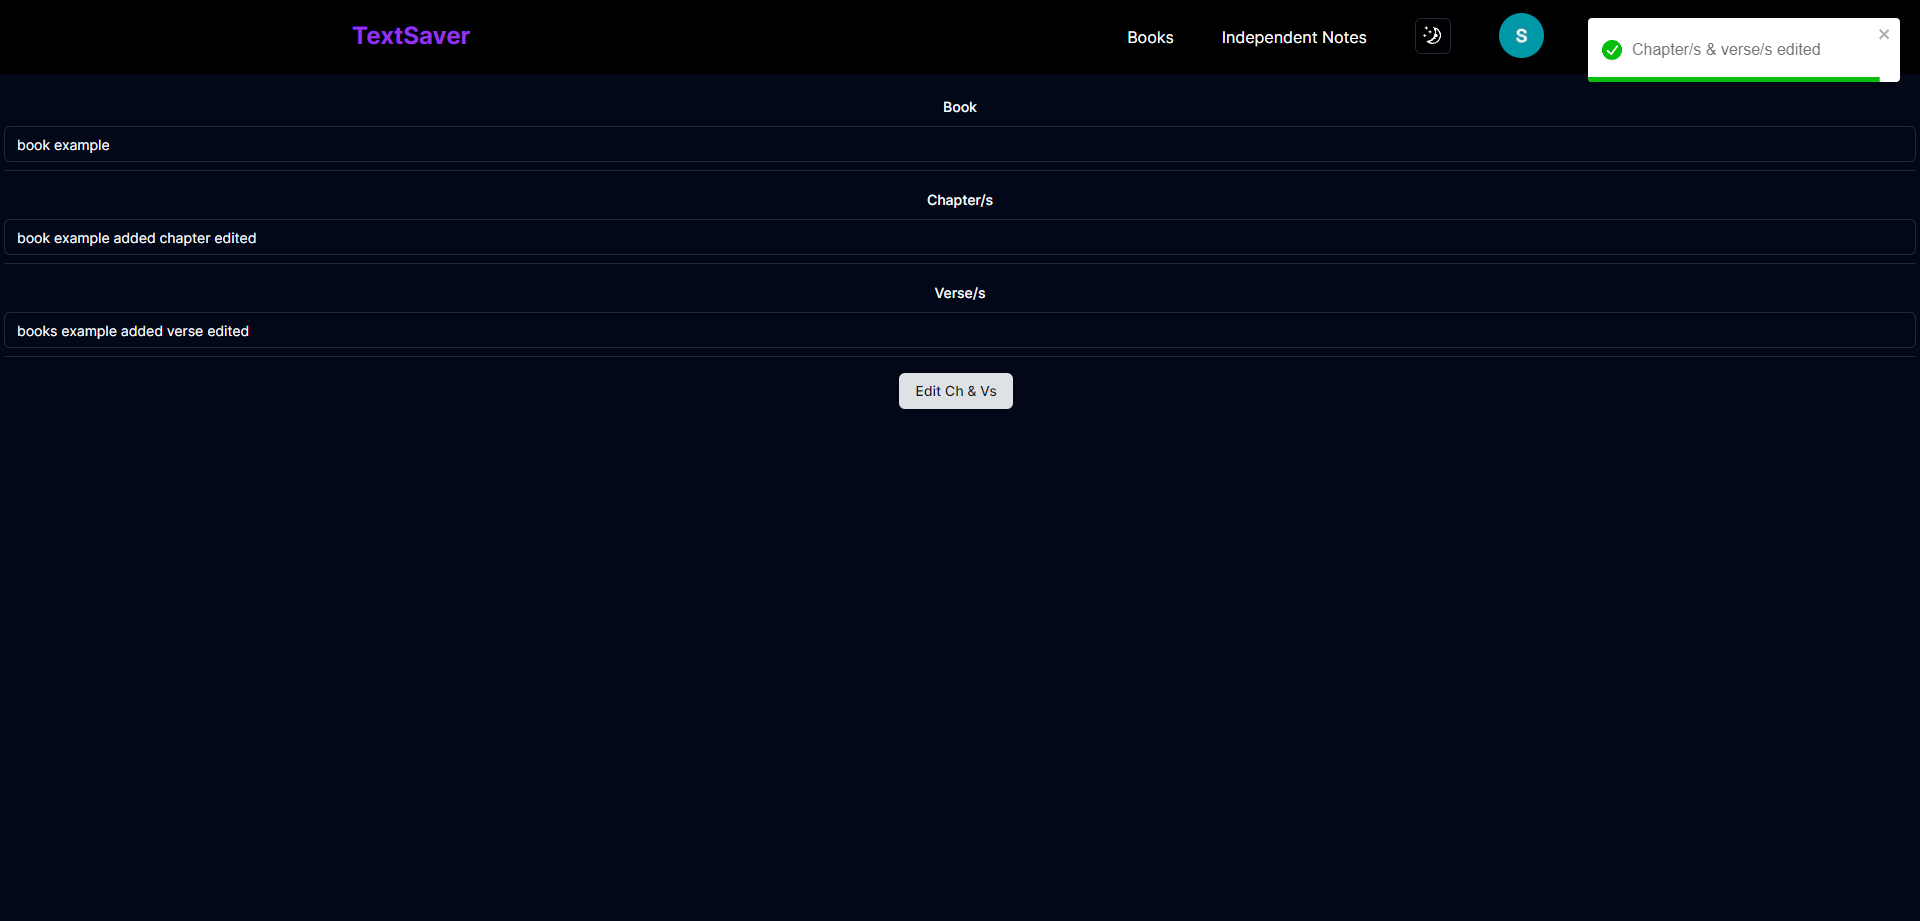 TextSaver
Books
Independent Notes
S
Chapter/s & verse/s edited
Book
book example
Chapter/s
book example added chapter edited
Verse/s
books example added verse edited
Edit Ch & Vs